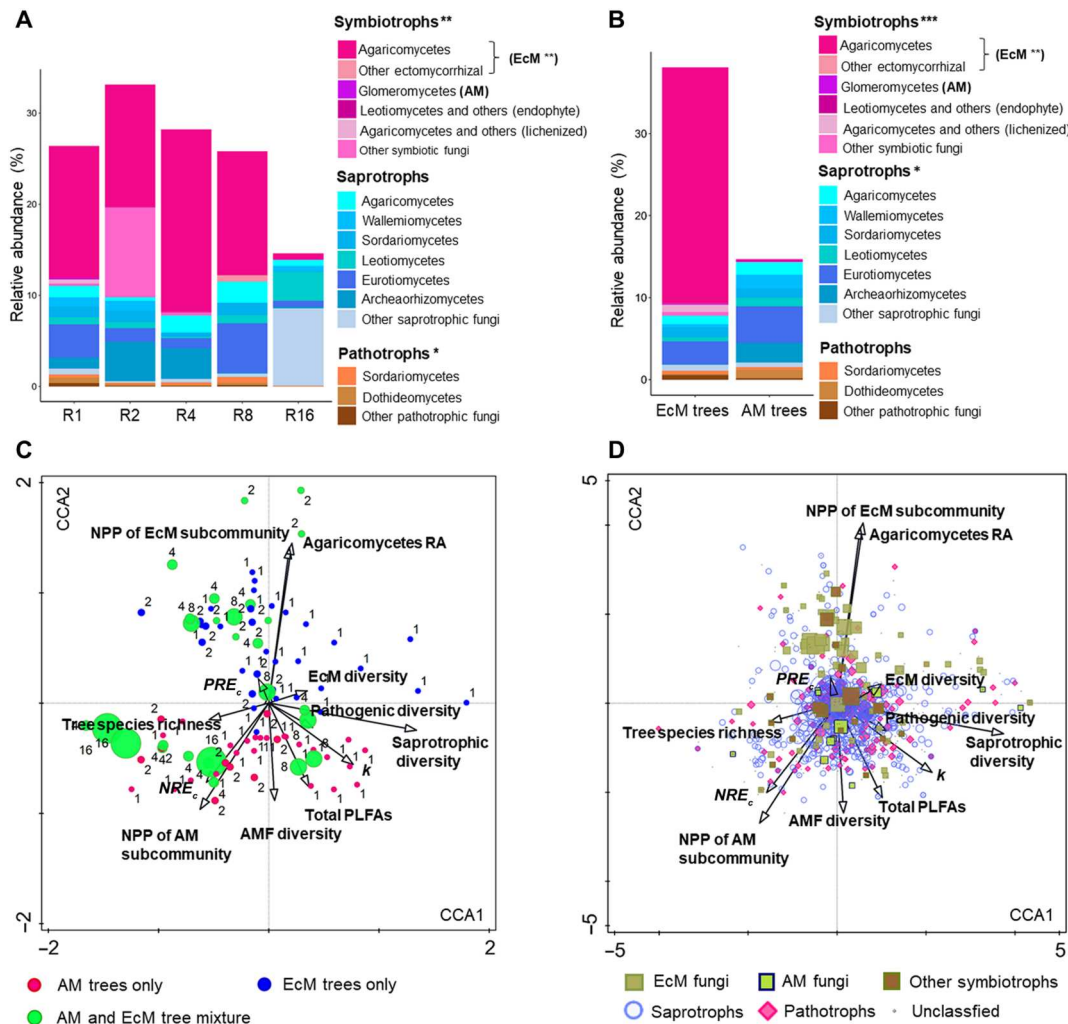 A
Relative abundance (%)
30
20
10
0
R1 R2 R4 R8 R16
Symbiotrophs **
Agaricomycetes
Other ectomycorrhizal
(EcM **)
Glomeromycetes (AM)
Leotiomycetes and others (endophyte)
Agaricomycetes and others (lichenized)
Other symbiotic fungi
Saprotrophs
Agaricomycetes
Wallemiomycetes
Sordariomycetes
Leotiomycetes
Eurotiomycetes
Archaeorhizomycetes
Other saprotrophic fungi
Pathotrophs *
Sordariomycetes
Dothideomycetes
Other pathotrophic fungi
B
Relative abundance (%)
30
20
10
0
EcM trees AM trees
Symbiotrophs ***
Agaricomycetes
Other ectomycorrhizal
(EcM **)
Glomeromycetes (AM)
Leotiomycetes and others (endophyte)
Agaricomycetes and others (lichenized)
Other symbiotic fungi
Saprotrophs *
Agaricomycetes
Wallemiomycetes
Sordariomycetes
Leotiomycetes
Eurotiomycetes
Archaeorhizomycetes
Other saprotrophic fungi
Pathotrophs
Sordariomycetes
Dothideomycetes
Other pathotrophic fungi
C
2
CCA2
NPP of EcM subcommunity
Agaricomycetes RA
PREc
EcM diversity
Pathogenic diversity
Tree species richness
Saprotrophic
diversity
k
NREc
Total PLFAs
NPP of AM
subcommunity
AMF diversity
CCA1
−2
−2
2
AM trees only
EcM trees only
AM and EcM tree mixture
D
5
CCA2
NPP of EcM subcommunity
Agaricomycetes RA
PREc
EcM diversity
Pathogenic diversity
Tree species richness
Saprotrophic
diversity
k
NREc
Total PLFAs
NPP of AM
subcommunity
AMF diversity
CCA1
−5
−5
5
EcM fungi
AM fungi
Other symbiotrophs
Saprotrophs
Pathotrophs
Unclassfied